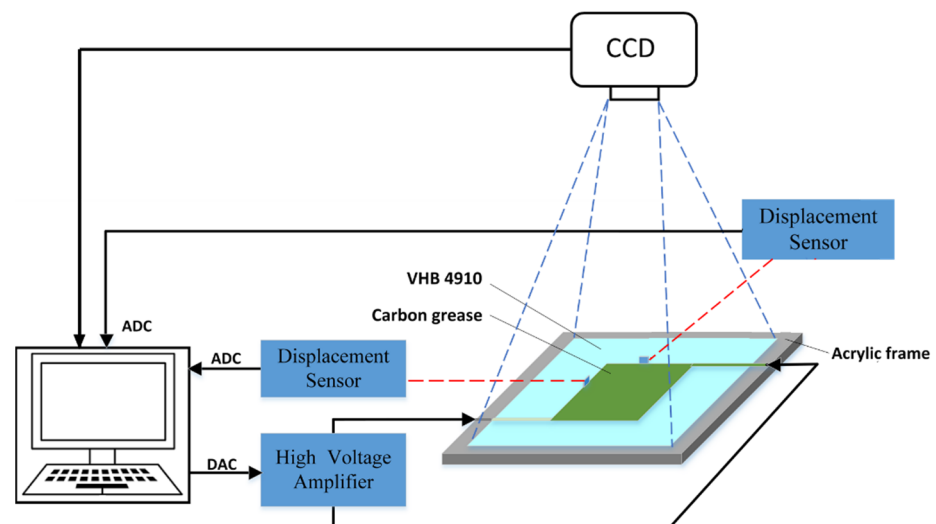 CCD
Displacement
Sensor
VHB 4910
Carbon grease
ADC
Acrylic frame
ADC
Displacement
Sensor
DAC
High Voltage
Amplifier